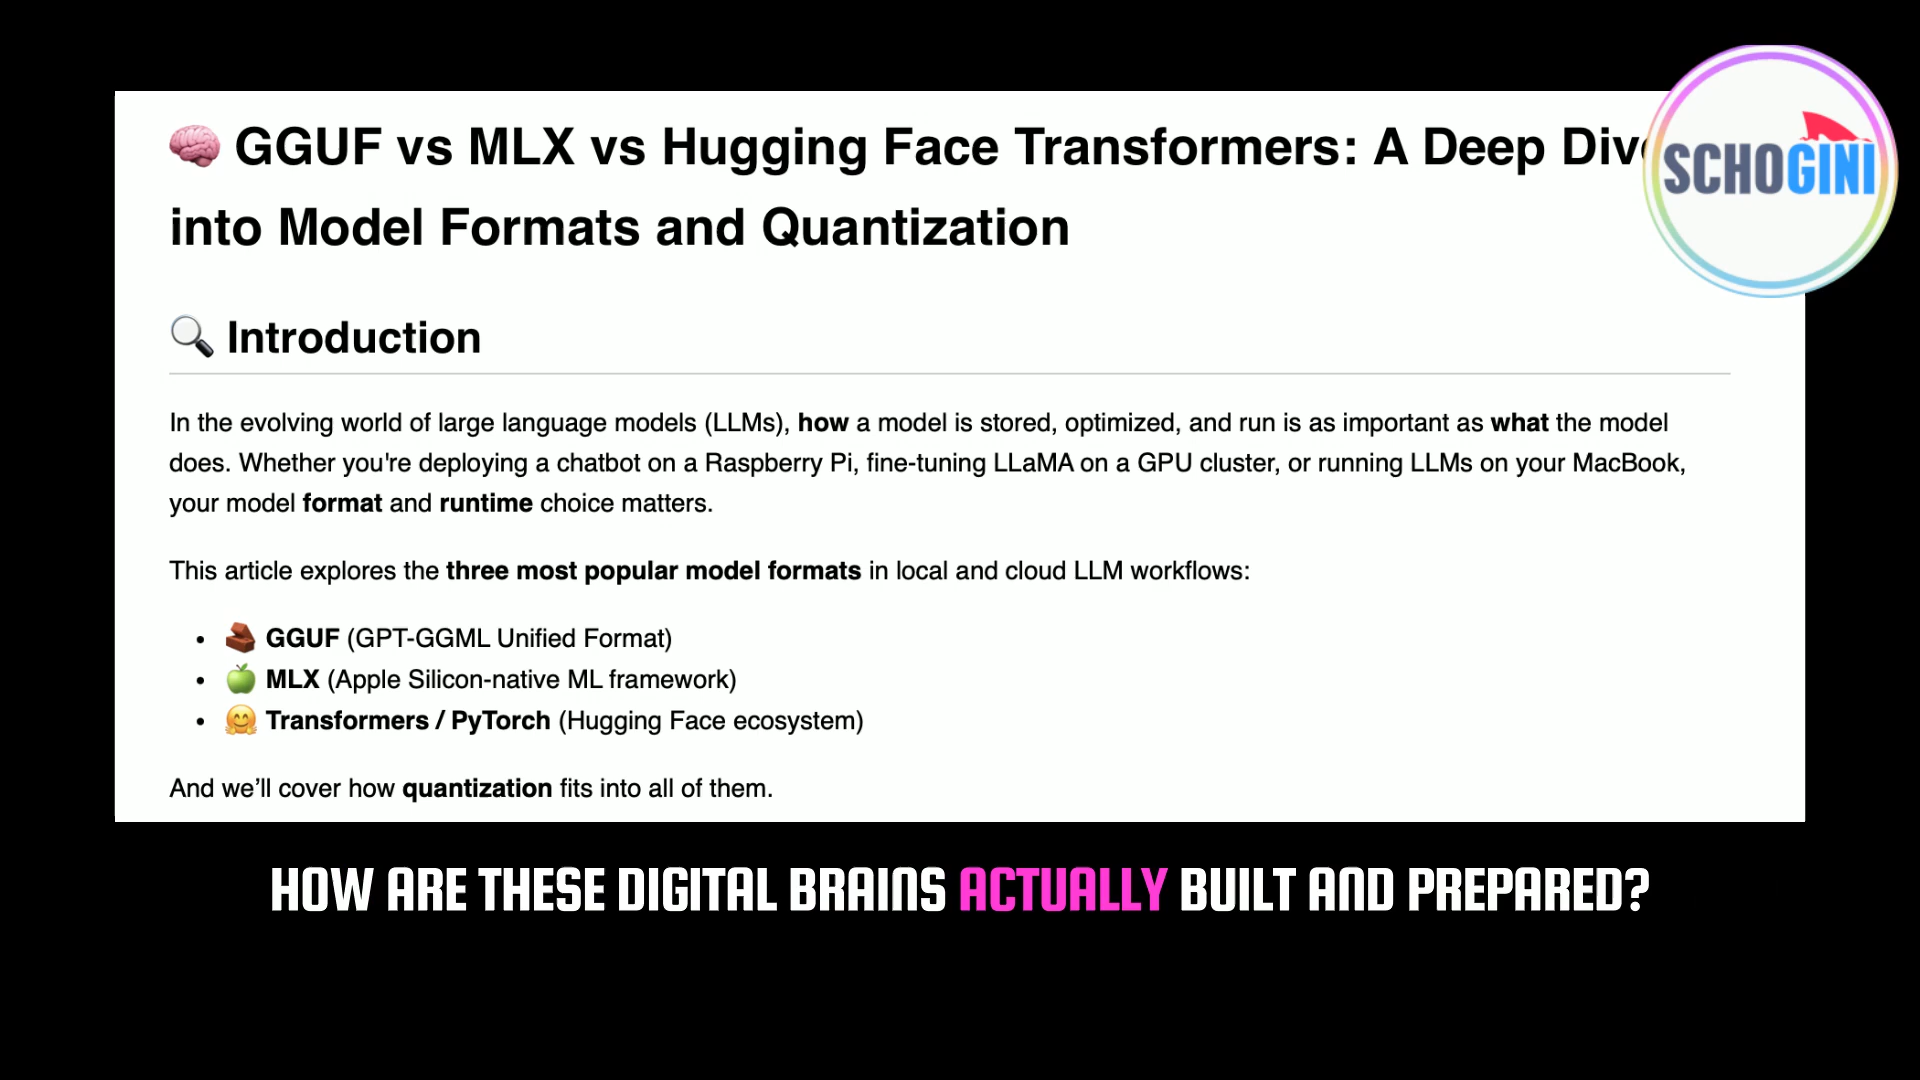 🧠 GGUF vs MLX vs Hugging Face Transformers: A Deep Div
into Model Formats and Quantization
SCHOGINI
🔍 Introduction
In the evolving world of large language models (LLMs), how a model is stored, optimized, and run is as important as what the model
does. Whether you're deploying a chatbot on a Raspberry Pi, fine-tuning LLaMA on a GPU cluster, or running LLMs on your MacBook,
your model format and runtime choice matters.
This article explores the three most popular model formats in local and cloud LLM workflows:
• 🧱 GGUF (GPT-GGML Unified Format)
• 🍏 MLX (Apple Silicon-native ML framework)
• 🤗 Transformers / PyTorch (Hugging Face ecosystem)
And we’ll cover how quantization fits into all of them.
HOW ARE THESE DIGITAL BRAINS ACTUALLY BUILT AND PREPARED?